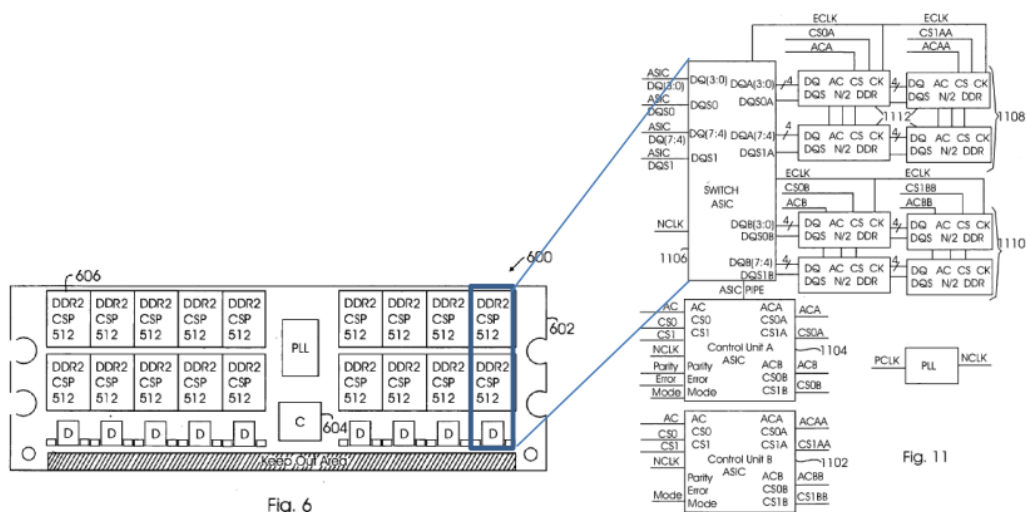 600
606
DDR2 DDR2 DDR2 DDR2 DDR2
CSP CSP CSP CSP CSP
512 512 512 512 512
PLL
DDR2 DDR2 DDR2 DDR2
CSP CSP CSP CSP
512 512 512 512
602
DDR2 DDR2 DDR2 DDR2 DDR2
CSP CSP CSP CSP CSP
512 512 512 512 512
DDR2 DDR2 DDR2 DDR2
CSP CSP CSP CSP
512 512 512 512
C
604
D D D D D
D D D D
Keep Out Area
Fig. 6
ECLK ECLK
CS0A CS1AA
ACA ACAA
ASIC
DQ(3:0)
ASIC
DQS0
ASIC
DQ(7:4)
ASIC
DQS1
NCLK
1106
DQ(3:0) DQA(3:0)
DQS0 DQS0A
DQ(7:4) DQA(7:4)
DQS1 DQS1A
SWITCH
ASIC
DQB(3:0)
DQS0B
DQB(7:4)
DQS1B
4 DQ AC CS CK 4 DQ AC CS CK
DQS N/2 DDR DQS N/2 DDR
1112
1108
4 DQ AC CS CK 4 DQ AC CS CK
DQS N/2 DDR DQS N/2 DDR
ECLK ECLK
CS0B CS1BB
ACB ACBB
4 DQ AC CS CK 4 DQ AC CS CK
DQS N/2 DDR DQS N/2 DDR
1110
4 DQ AC CS CK 4 DQ AC CS CK
DQS N/2 DDR DQS N/2 DDR
ASIC PIPE
AC AC ACA ACA
CS0 CS0 CS0A
CS1 CS1 CS1A CS0A
Control Unit A 1104
NCLK ASIC
Parity Parity ACB ACB
Error Error CS0B
Mode Mode CS1B CS0B
PCLK PLL NCLK
AC AC ACA ACAA
CS0 CS0 CS0A
CS1 CS1 CS1A CS1AA
Control Unit B 1102
NCLK ASIC
Parity ACB ACBB
Error CS0B
Mode Mode CS1B CS1BB
Fig. 11